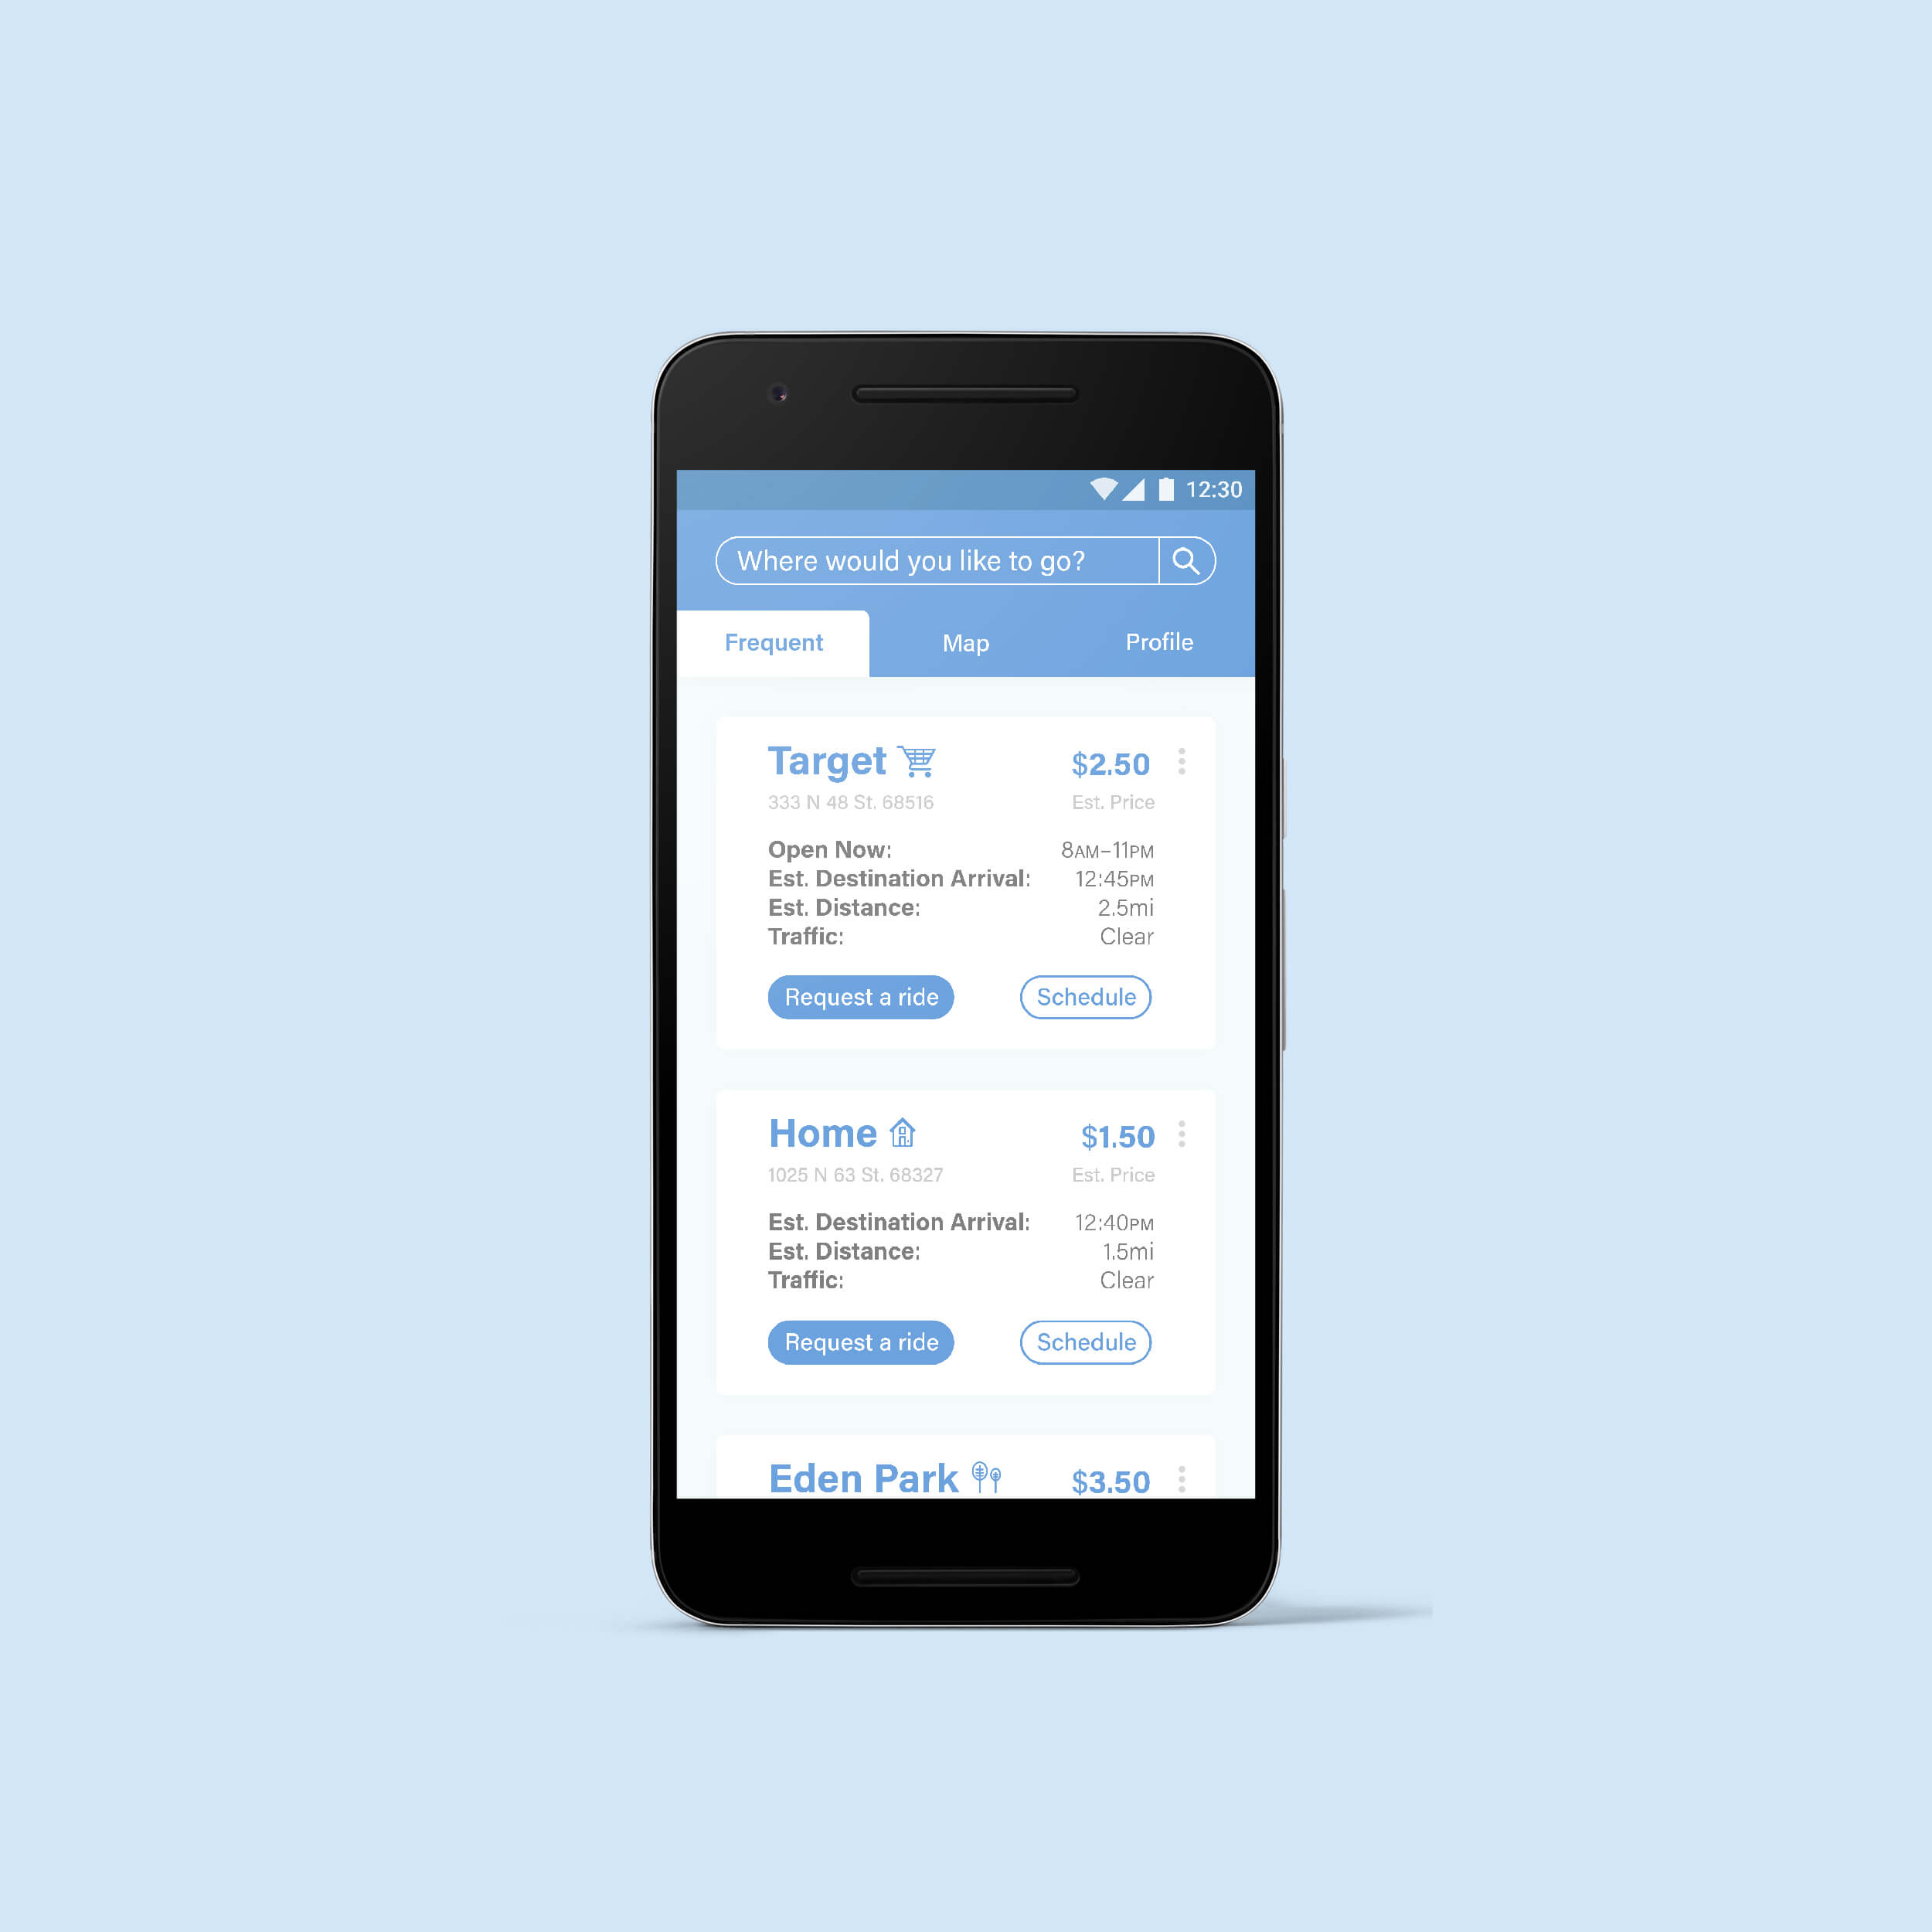 12:30
Where would you like to go?
Frequent Map Profile
Target $2.50
333 N 48 St. 68516 Est. Price
Open Now: 8AM–11PM
Est. Destination Arrival: 12:45PM
Est. Distance: 2.5mi
Traffic: Clear
Request a ride Schedule
Home $1.50
1025 N 63 St. 68327 Est. Price
Est. Destination Arrival: 12:40PM
Est. Distance: 1.5mi
Traffic: Clear
Request a ride Schedule
Eden Park $3.50